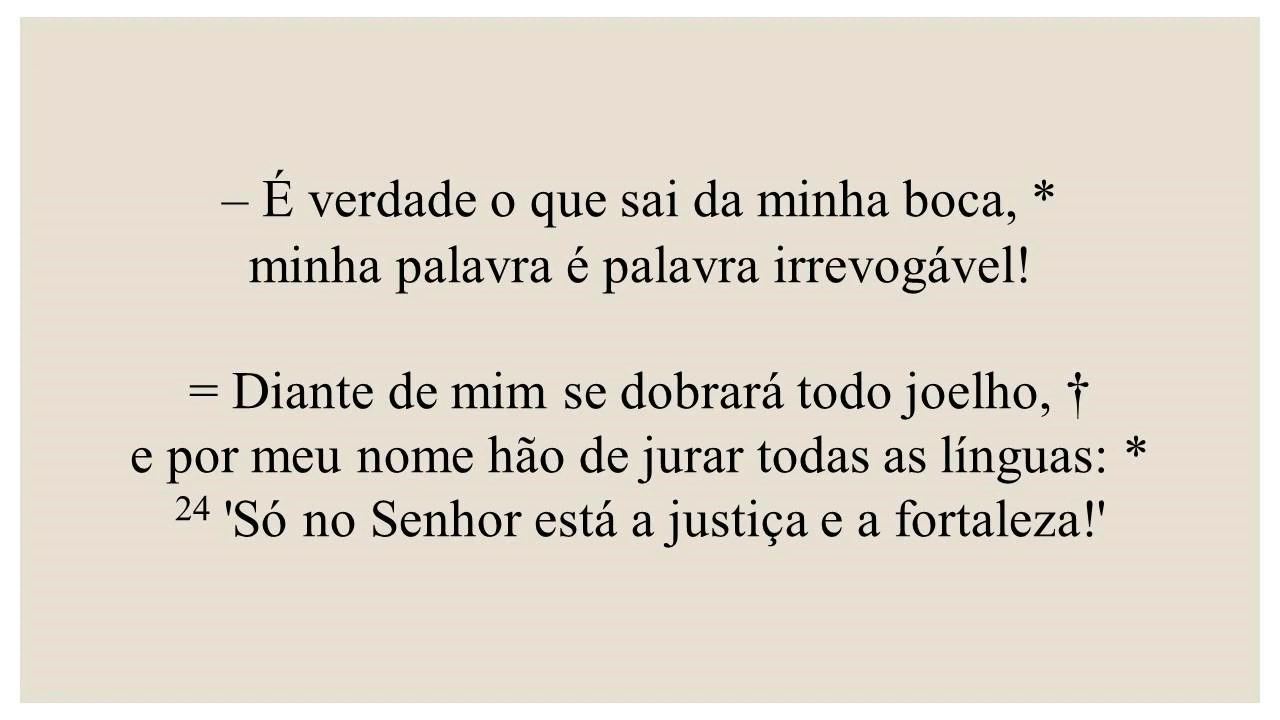 – É verdade o que sai da minha boca, *
minha palavra é palavra irrevogável!
= Diante de mim se dobrará todo joelho, †
e por meu nome hão de jurar todas as línguas: *
24 'Só no Senhor está a justiça e a fortaleza!'